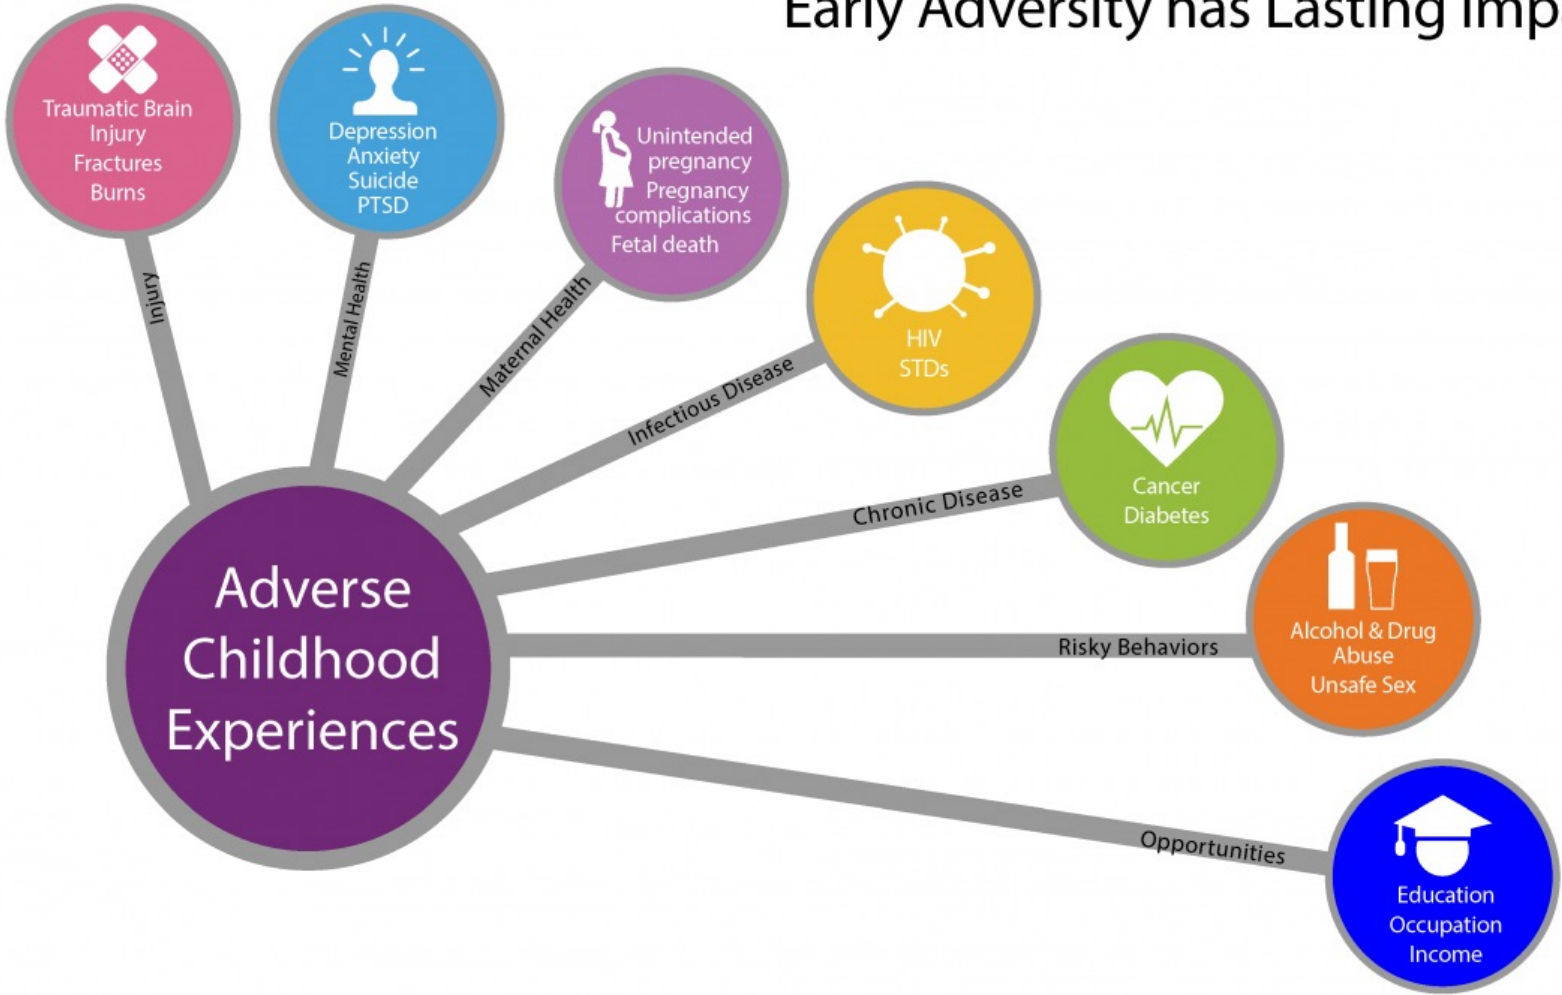 Early Adversity has Lasting Imp
Traumatic Brain
Injury
Fractures
Burns
Depression
Anxiety
Suicide
PTSD
Unintended
pregnancy
Pregnancy
complications
Fetal death
HIV
STDs
Cancer
Diabetes
Alcohol & Drug
Abuse
Unsafe Sex
Education
Occupation
Income
Injury
Mental Health
Maternal Health
Infectious Disease
Chronic Disease
Risky Behaviors
Opportunities
Adverse
Childhood
Experiences